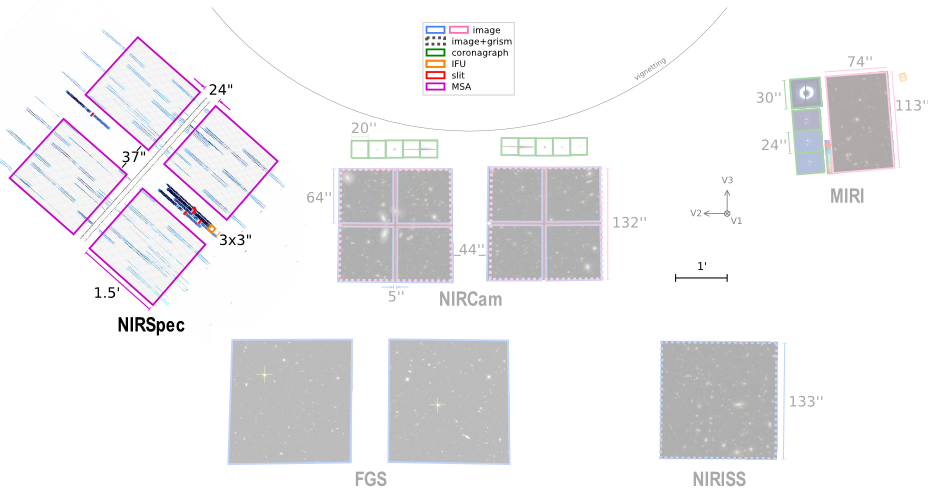 image
image+grism
coronagraph
IFU
slit
MSA
vignetting
24''
37"
3x3"
1.5'
NIRSpec
20''
64''
132''
44''
5''
NIRCam
74''
30''
113''
24''
MIRI
V3
V2
V1
1'
FGS
133''
NIRISS